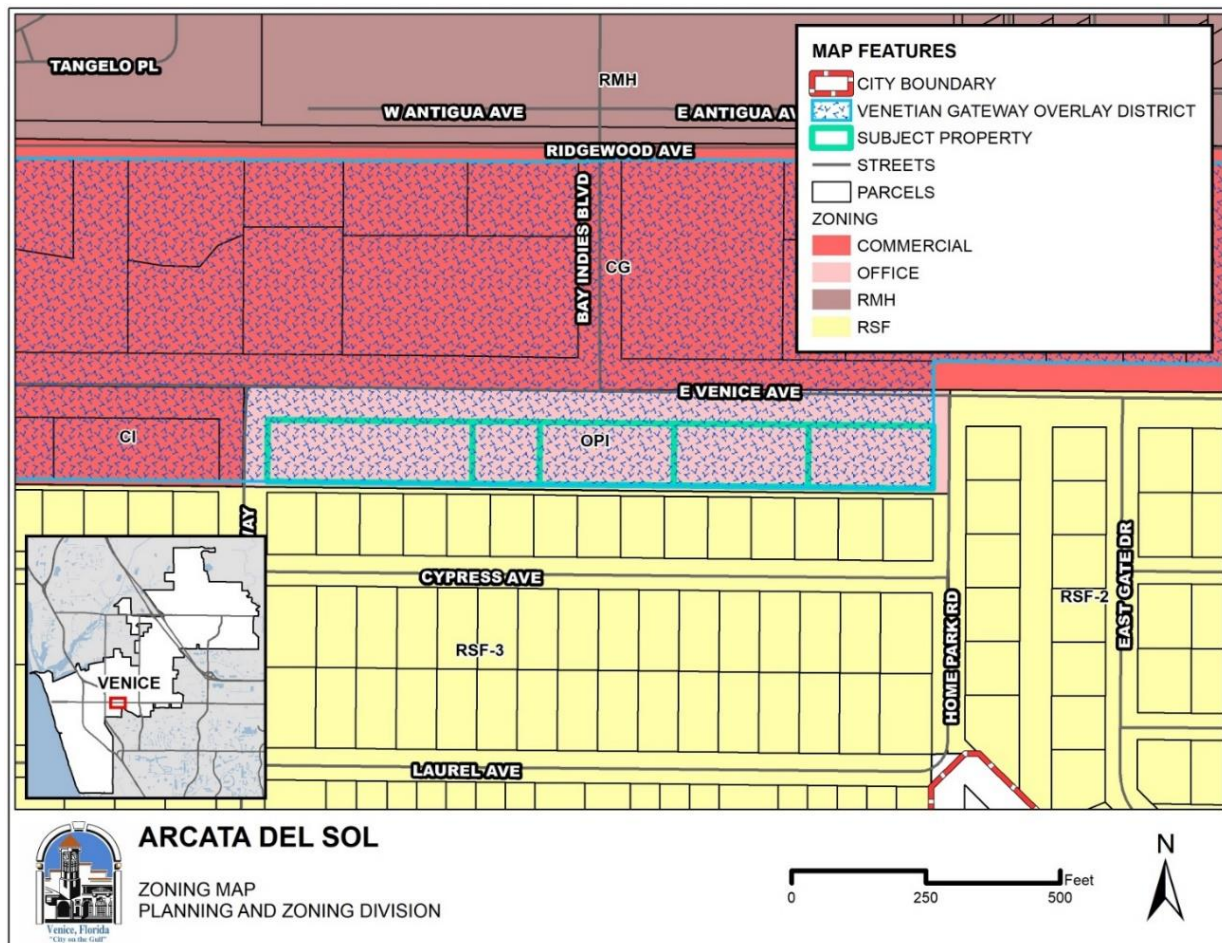 TANGELO PL
RMH
W ANTIGUA AVE
E ANTIGUA AV
RIDGEWOOD AVE
BAY INDIES BLVD
CG
E VENICE AVE
CI
OPI
WAY
CYPRESS AVE
RSF-3
RSF-2
HOME PARK RD
EAST GATE DR
LAUREL AVE
VENICE
MAP FEATURES
CITY BOUNDARY
VENETIAN GATEWAY OVERLAY DISTRICT
SUBJECT PROPERTY
STREETS
PARCELS
ZONING
COMMERCIAL
OFFICE
RMH
RSF
Venice, Florida
"City on the Gulf"
ARCATA DEL SOL
ZONING MAP
PLANNING AND ZONING DIVISION
Feet
0 250 500
N